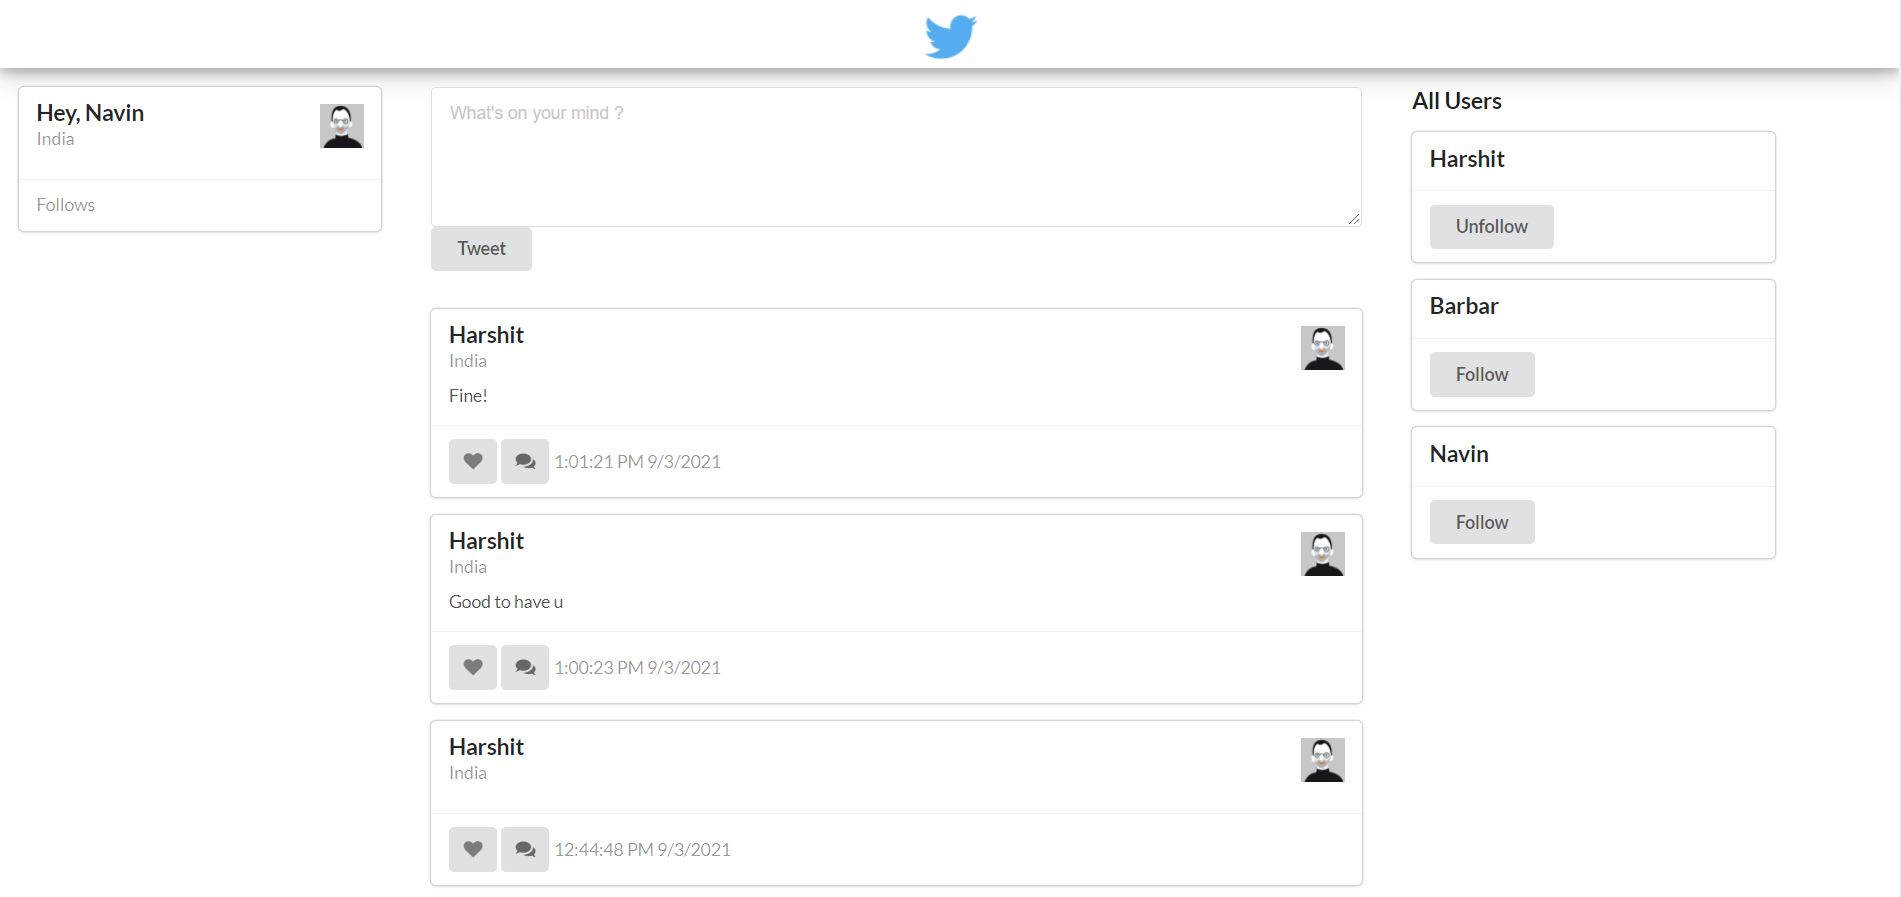 Hey, Navin
India
Follows
What's on your mind ?
Tweet
Harshit
India
Fine!
1:01:21 PM 9/3/2021
Harshit
India
Good to have u
1:00:23 PM 9/3/2021
Harshit
India
12:44:48 PM 9/3/2021
All Users
Harshit
Unfollow
Barbar
Follow
Navin
Follow